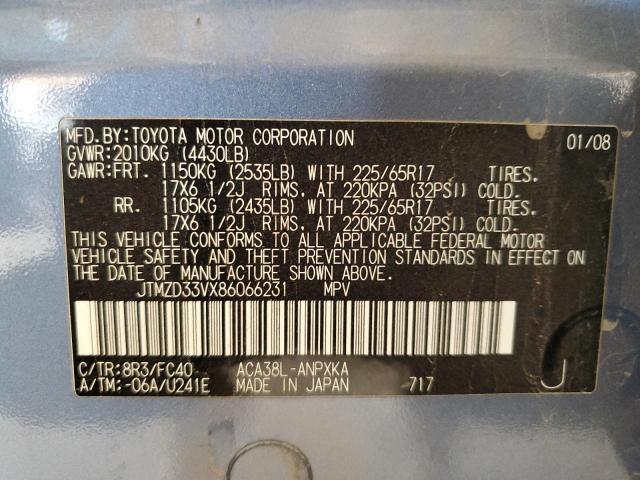 MFD.BY:TOYOTA MOTOR CORPORATION 01/08
GVWR:2010KG (4430LB)
GAWR:FRT. 1150KG (2535LB) WITH 225/65R17 TIRES.
17X6 1/2J RIMS, AT 220KPA (32PSI) COLD.
RR. 1105KG (2435LB) WITH 225/65R17 TIRES.
17X6 1/2J RIMS, AT 220KPA (32PSI) COLD.
THIS VEHICLE CONFORMS TO ALL APPLICABLE FEDERAL MOTOR
VEHICLE SAFETY AND THEFT PREVENTION STANDARDS IN EFFECT ON
THE DATE OF MANUFACTURE SHOWN ABOVE.
JTMZD33VX86066231 MPV
C/TR:8R3/FC40 ACA38L-ANPXKA
A/TM:-06A/U241E MADE IN JAPAN 717 J